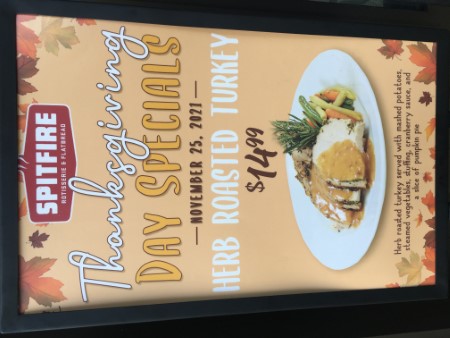 SPITFIRE
ROTISSERIE & FLATBREAD
Thanksgiving
DAY SPECIALS
— NOVEMBER 25, 2021 —
HERB ROASTED TURKEY
$14.99
Herb roasted turkey served with mashed potatoes,
steamed vegetables, stuffing, cranberry sauce, and
a slice of pumpkin pie